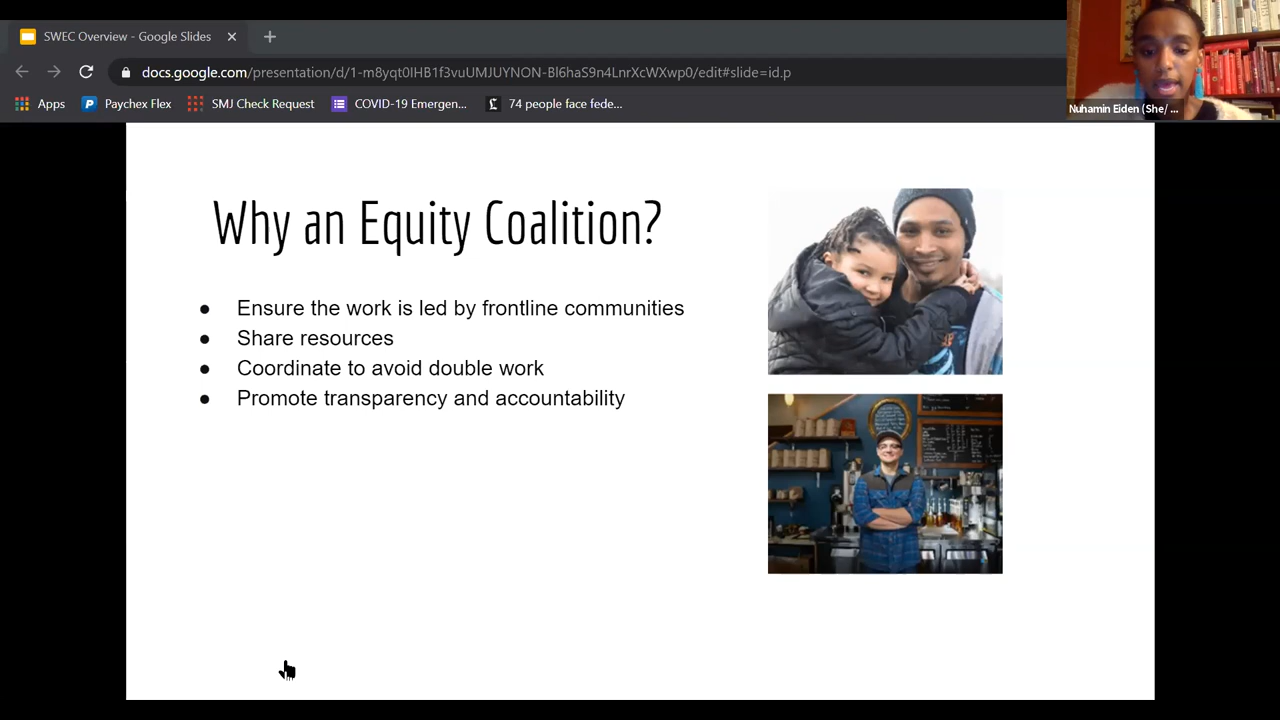 SWEC Overview - Google Slides
docs.google.com/presentation/d/1-m8yqt0lHB1f3vuUMJUYNON-Bl6haS9n4LnrXcWXwp0/edit#slide=id.p
Apps
Paychex Flex
SMJ Check Request
COVID-19 Emergen...
74 people face fede...
Nuhamin Eiden (She/ ...
Why an Equity Coalition?
● Ensure the work is led by frontline communities
● Share resources
● Coordinate to avoid double work
● Promote transparency and accountability